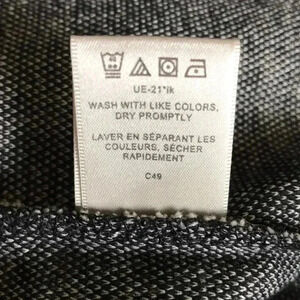 UE-21*ik
WASH WITH LIKE COLORS,
DRY PROMPTLY
LAVER EN SÉPARANT LES
COULEURS, SÉCHER
RAPIDEMENT
C49